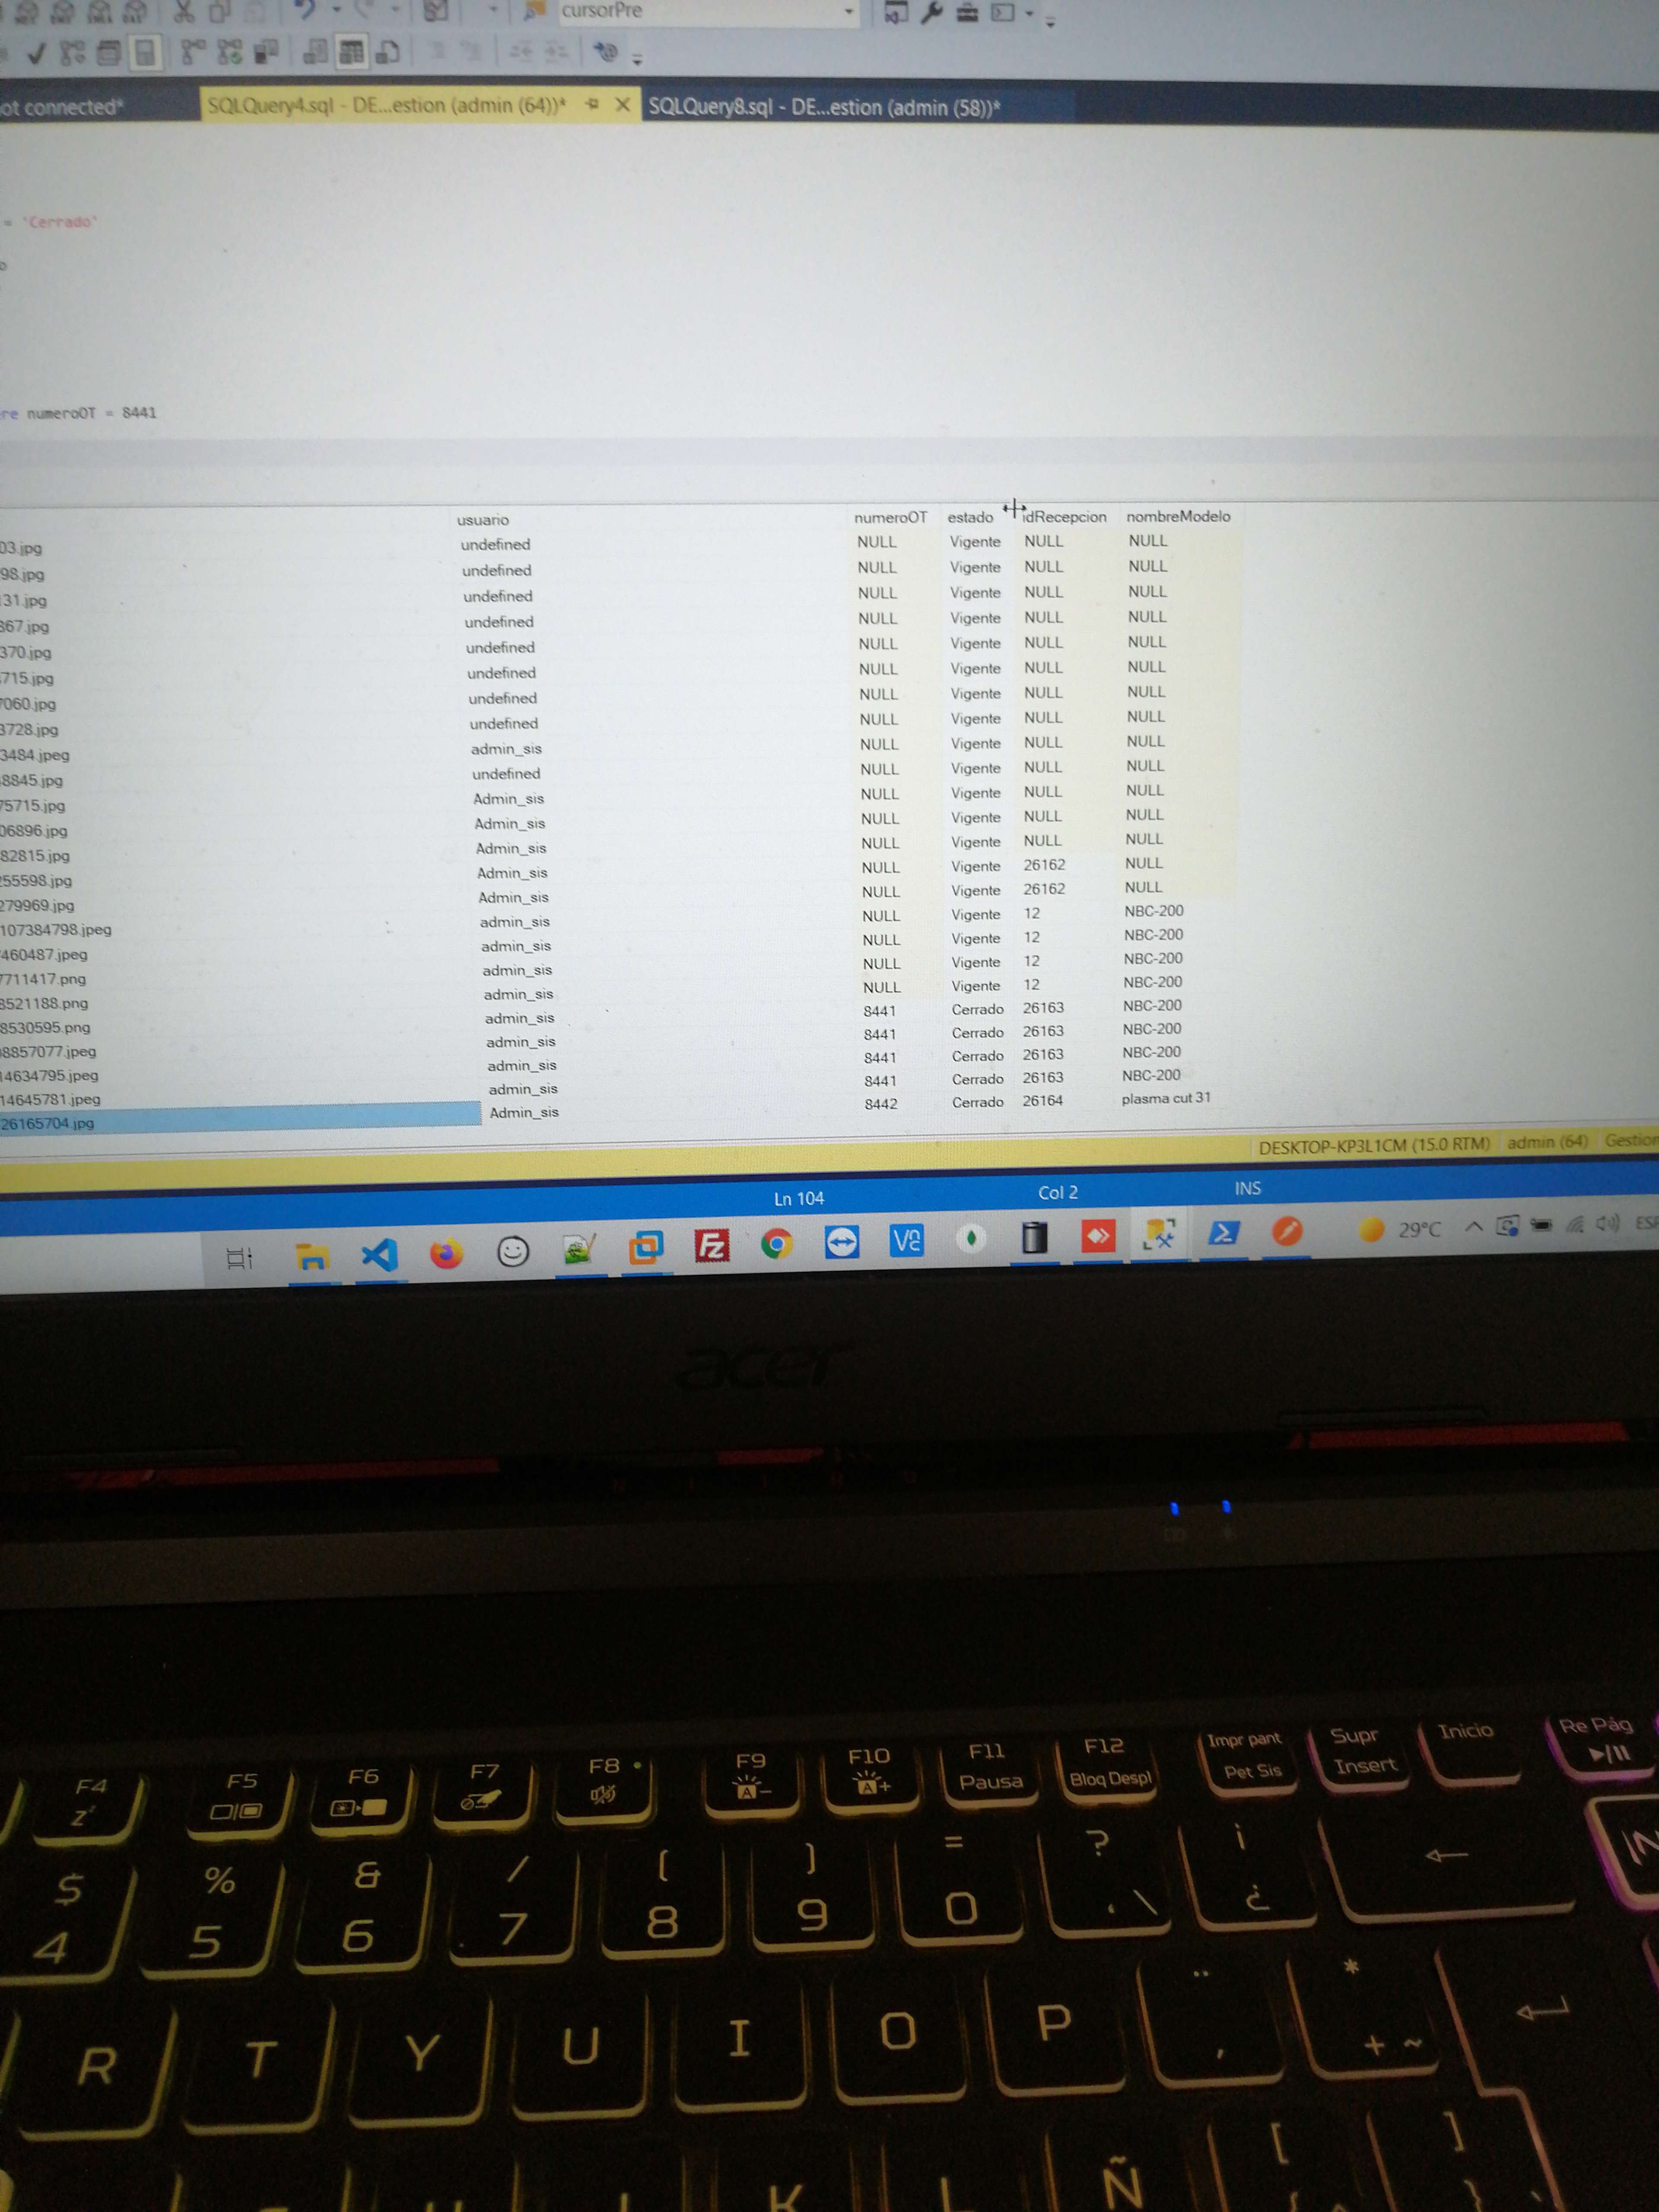 cursorPre
ot connected*
SQLQuery4.sql - DE...estion (admin (64))*
SQLQuery8.sql - DE...estion (admin (58))*
= 'Cerrado'
o
re numeroOT = 8441
usuario numeroOT estado idRecepcion nombreModelo
03.jpg undefined NULL Vigente NULL NULL
98.jpg undefined NULL Vigente NULL NULL
31.jpg undefined NULL Vigente NULL NULL
367.jpg undefined NULL Vigente NULL NULL
370.jpg undefined NULL Vigente NULL NULL
715.jpg undefined NULL Vigente NULL NULL
7060.jpg undefined NULL Vigente NULL NULL
3728.jpg undefined NULL Vigente NULL NULL
3484.jpeg admin_sis NULL Vigente NULL NULL
8845.jpg undefined NULL Vigente NULL NULL
75715.jpg Admin_sis NULL Vigente NULL NULL
06896.jpg Admin_sis NULL Vigente NULL NULL
82815.jpg Admin_sis NULL Vigente NULL NULL
255598.jpg Admin_sis NULL Vigente 26162 NULL
279969.jpg Admin_sis NULL Vigente 26162 NULL
107384798.jpeg admin_sis NULL Vigente 12 NBC-200
460487.jpeg admin_sis NULL Vigente 12 NBC-200
7711417.png admin_sis NULL Vigente 12 NBC-200
8521188.png admin_sis NULL Vigente 12 NBC-200
8530595.png admin_sis 8441 Cerrado 26163 NBC-200
8857077.jpeg admin_sis 8441 Cerrado 26163 NBC-200
14634795.jpeg admin_sis 8441 Cerrado 26163 NBC-200
14645781.jpeg admin_sis 8441 Cerrado 26163 NBC-200
26165704.jpg Admin_sis 8442 Cerrado 26164 plasma cut 31
DESKTOP-KP3L1CM (15.0 RTM) admin (64) Gestion
Ln 104 Col 2 INS
Fz VNC 29°C ESP
acer
F4 F5 F6 F7 F8 F9 F10 F11 F12 Impr pant Supr Inicio Re Pág
Z A - A + Pausa Bloq Despl Pet Sis Insert
$ % & / ( ) = ? ¡
4 5 6 7 8 9 0 ' \ ¿
R T Y U I O P ¨ *
+ ~
K L Ñ [ ]